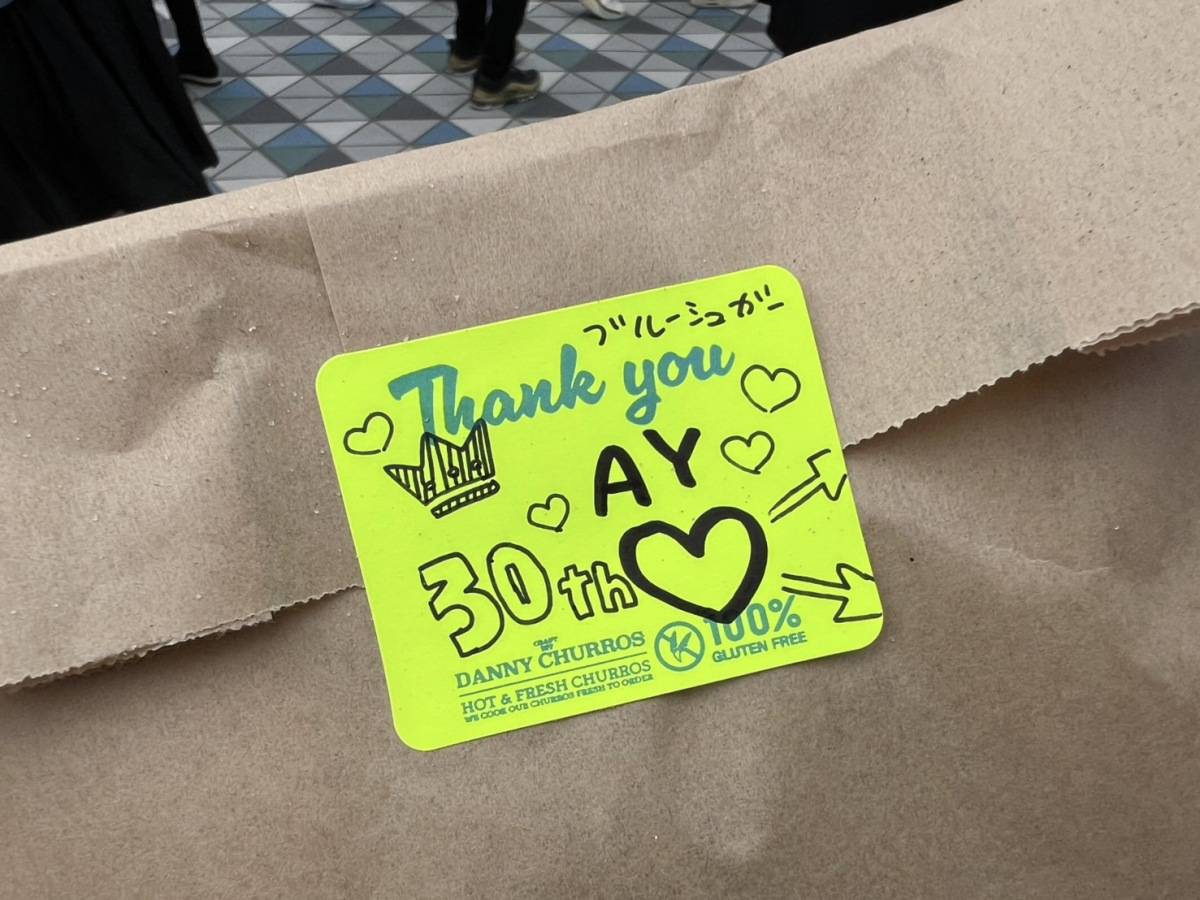 ブルーシュガー
Thank you
AY
30th
CRAFT
BY
DANNY CHURROS
HOT & FRESH CHURROS
WE COOK OUR CHURROS FRESH TO ORDER
100%
GLUTEN FREE